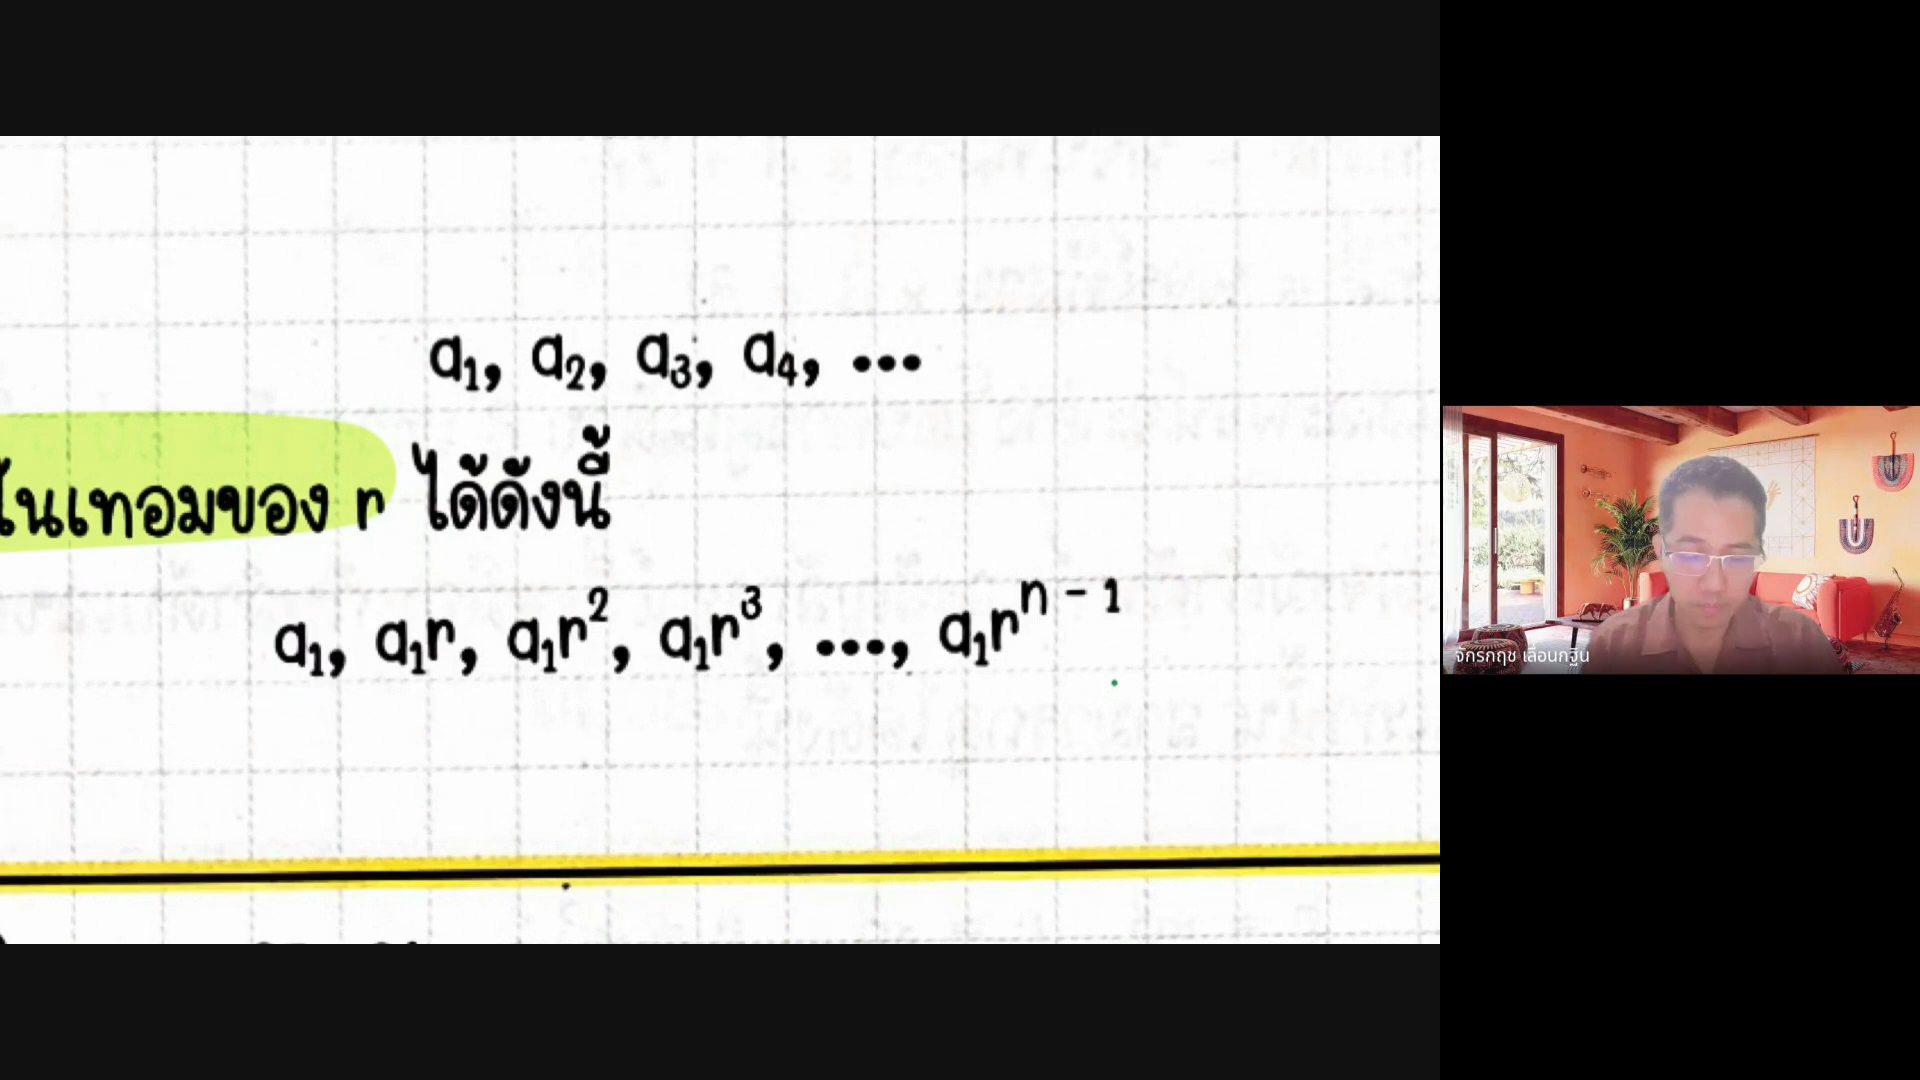 a₁, a₂, a₃, a₄, ...
ในเทอมของ r ได้ดังนี้
a₁, a₁r, a₁r², a₁r³, ..., a₁rⁿ⁻¹
จักรกฤช เลื่อนกฐิน